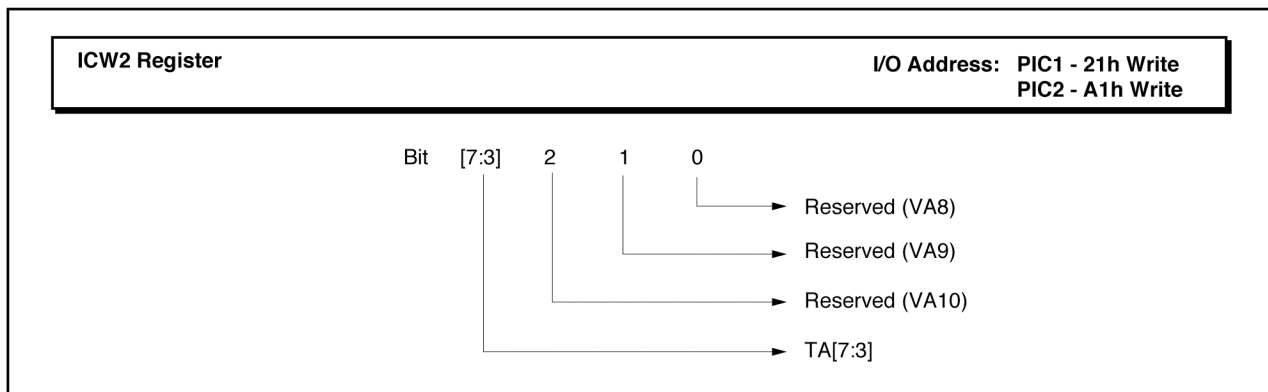 ICW2 Register
I/O Address: PIC1 - 21h Write
PIC2 - A1h Write
Bit [7:3] 2 1 0
Reserved (VA8)
Reserved (VA9)
Reserved (VA10)
TA[7:3]